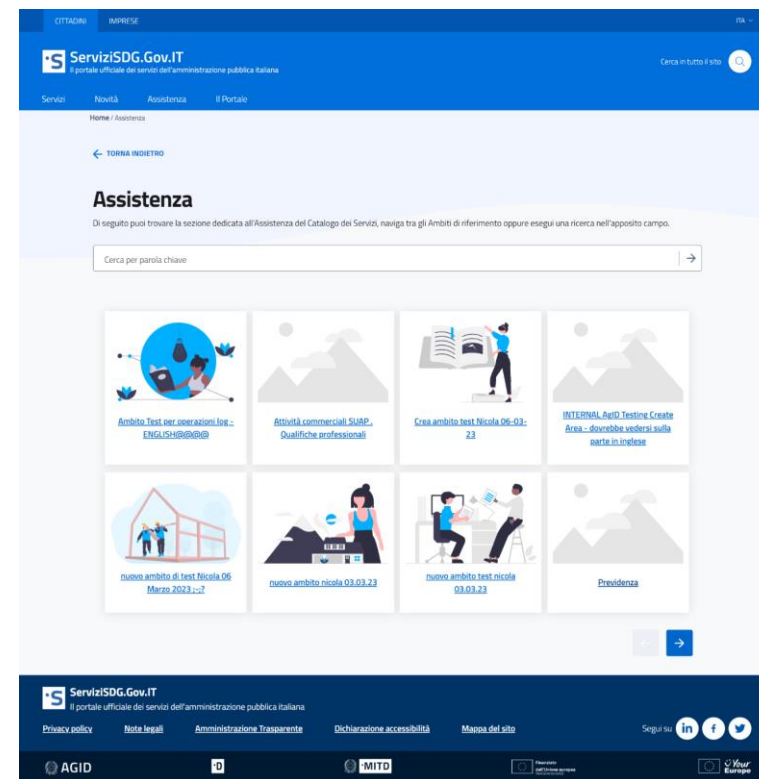 CITTADINI IMPRESE ITA
ServiziSDG.Gov.IT
Il portale ufficiale dei servizi dell'amministrazione pubblica italiana
Cerca in tutto il sito
Servizi Novità Assistenza Il Portale
Home / Assistenza
TORNA INDIETRO
Assistenza
Di seguito puoi trovare la sezione dedicata all'Assistenza del Catalogo dei Servizi, naviga tra gli Ambiti di riferimento oppure esegui una ricerca nell'apposito campo.
Cerca per parola chiave
Ambito Test per operazioni log -
ENGLISH@@@@
Attività commerciali SUAP ,
Qualifiche professionali
Crea ambito test Nicola 06-03-
23
INTERNAL AgID Testing Create
Area - dovrebbe vedersi sulla
parte in inglese
nuovo ambito di test Nicola 06
Marzo 2023 ;-;?
nuovo ambito nicola 03.03.23
nuovo ambito test nicola
03.03.23
Previdenza
ServiziSDG.Gov.IT
Il portale ufficiale dei servizi dell'amministrazione pubblica italiana
Privacy policy Note legali Amministrazione Trasparente Dichiarazione accessibilità Mappa del sito Segui su
AGID ·D ·MITD Finanziato dall'Unione europea Your Europe